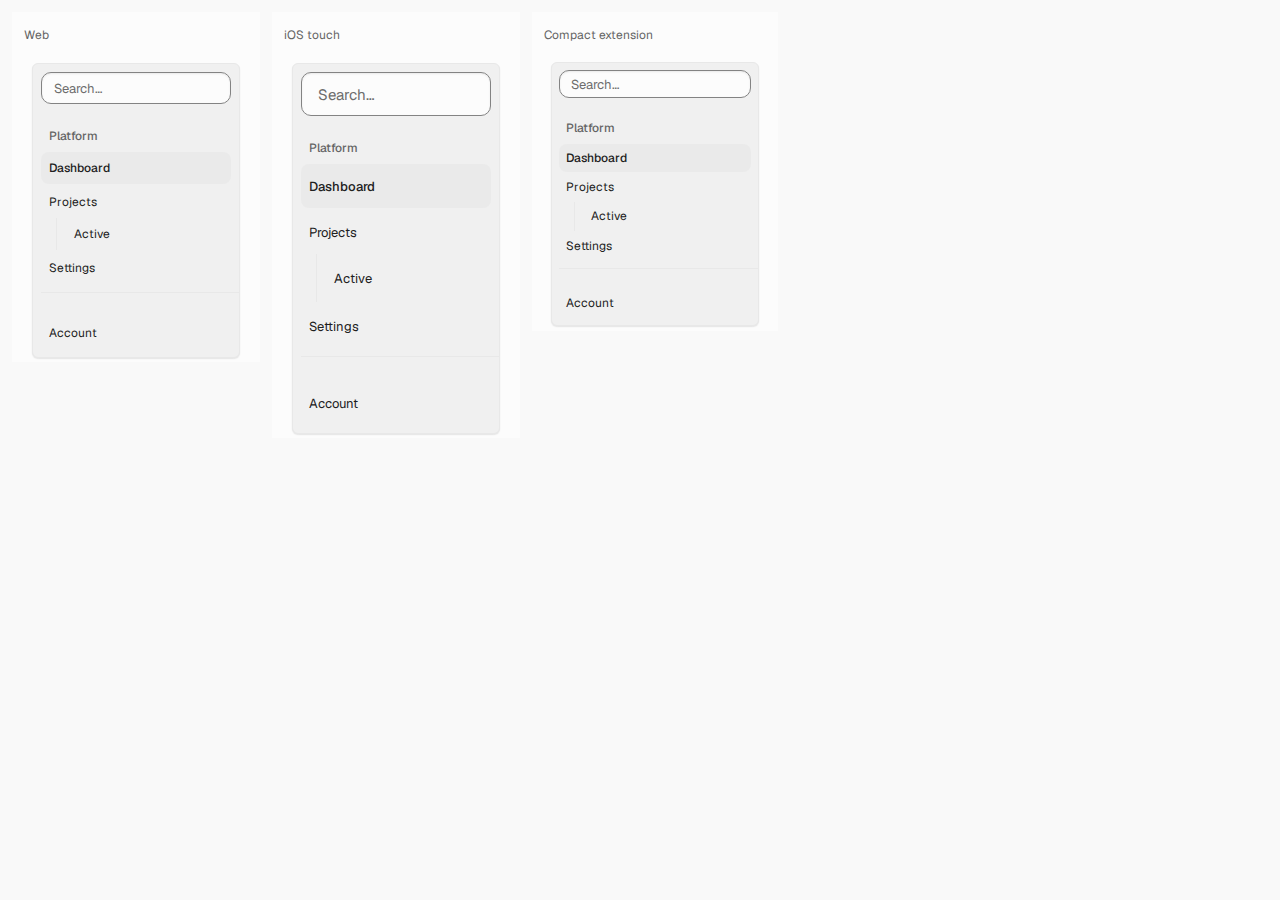 Web
Search...
Platform
Dashboard
Projects
Active
Settings
Account
iOS touch
Search...
Platform
Dashboard
Projects
Active
Settings
Account
Compact extension
Search...
Platform
Dashboard
Projects
Active
Settings
Account